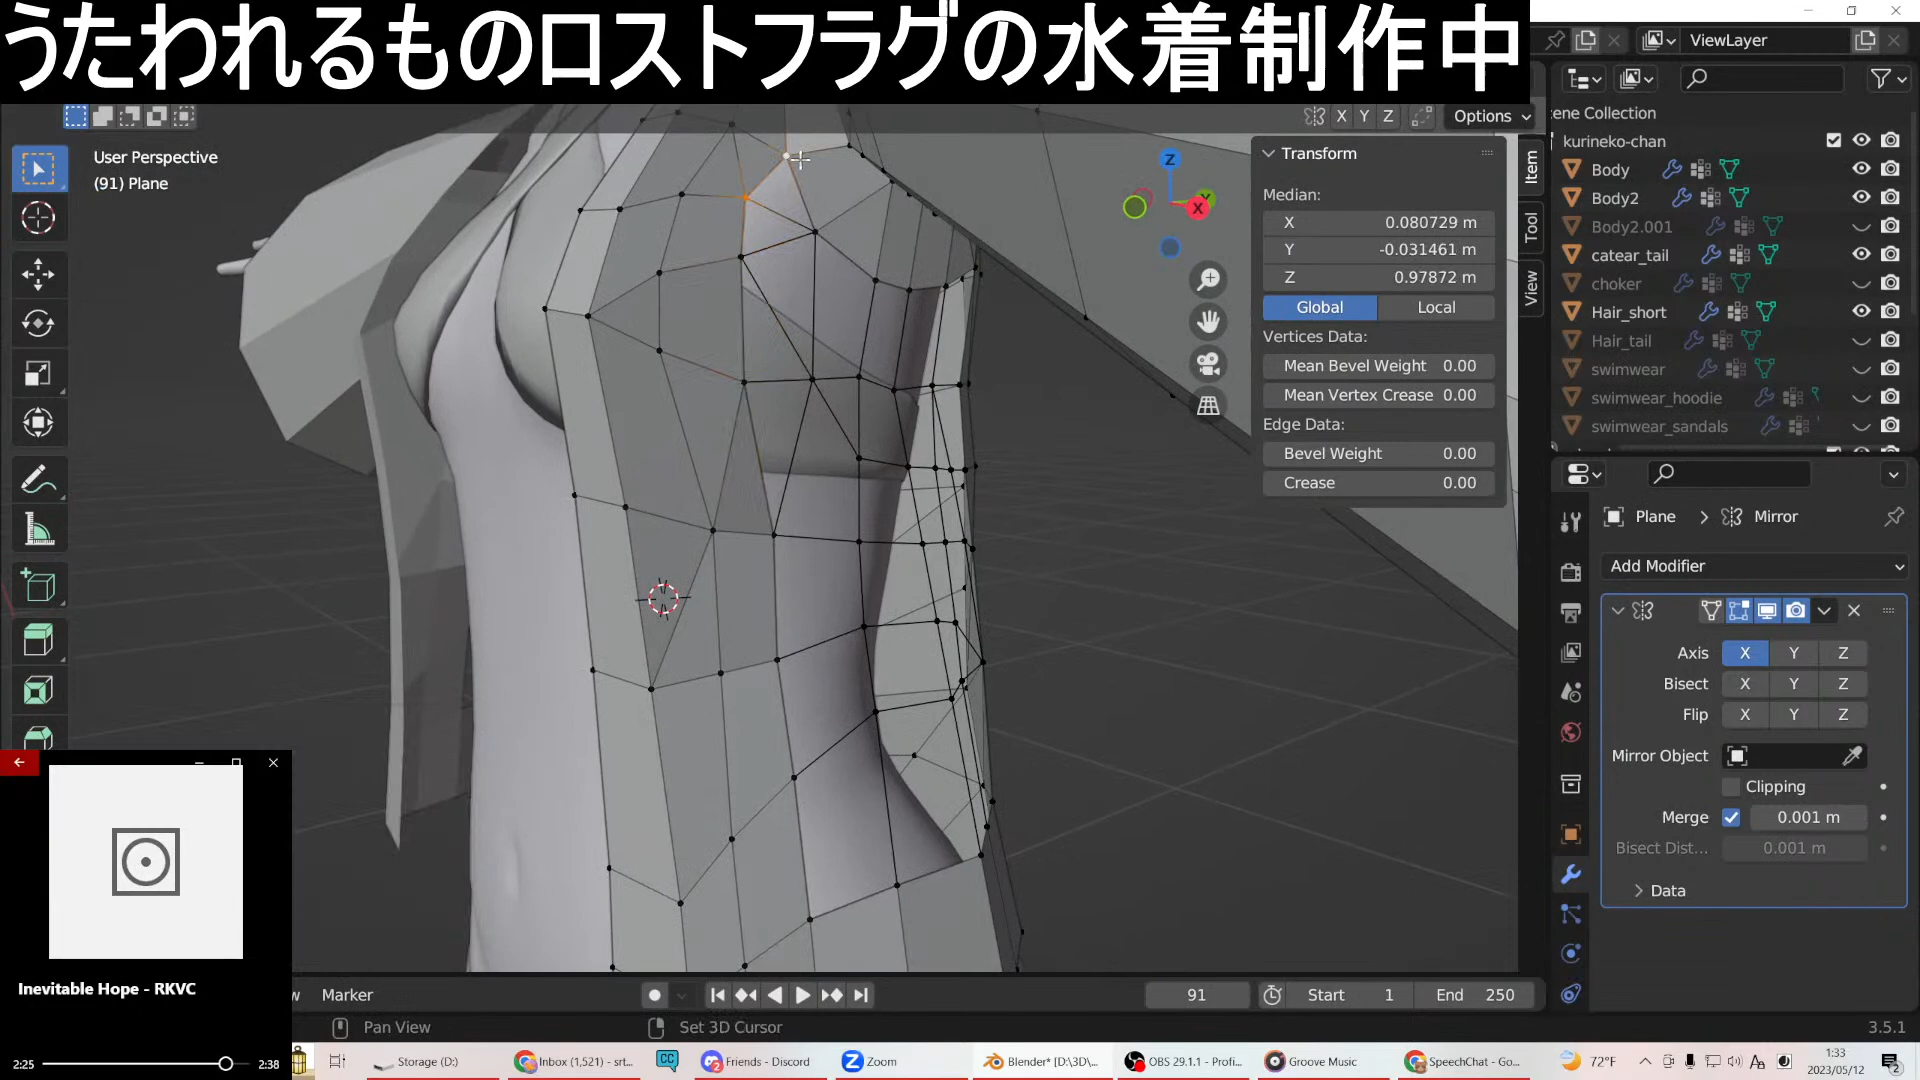 うたわれるものロストフラグの水着制作中
ViewLayer
X Y Z
Options
User Perspective
(91) Plane
Transform
Median:
X 0.080729 m
Y -0.031461 m
Z 0.97872 m
Global Local
Vertices Data:
Mean Bevel Weight 0.00
Mean Vertex Crease 0.00
Edge Data:
Bevel Weight 0.00
Crease 0.00
Item
Tool
View
Z
X
ene Collection
kurineko-chan
Body
Body2
Body2.001
catear_tail
choker
Hair_short
Hair_tail
swimwear
swimwear_hoodie
swimwear_sandals
Plane > Mirror
Add Modifier
Axis X Y Z
Bisect X Y Z
Flip X Y Z
Mirror Object
Clipping
Merge 0.001 m
Bisect Dist... 0.001 m
Data
Inevitable Hope - RKVC
2:25 2:38
w Marker
91 Start 1 End 250
Pan View Set 3D Cursor 3.5.1
Storage (D:) Inbox (1,521) - srt... CC Friends - Discord Zoom Blender* [D:\3D\... OBS 29.1.1 - Profi... Groove Music SpeechChat - Go... 72°F A 1:33
2023/05/12